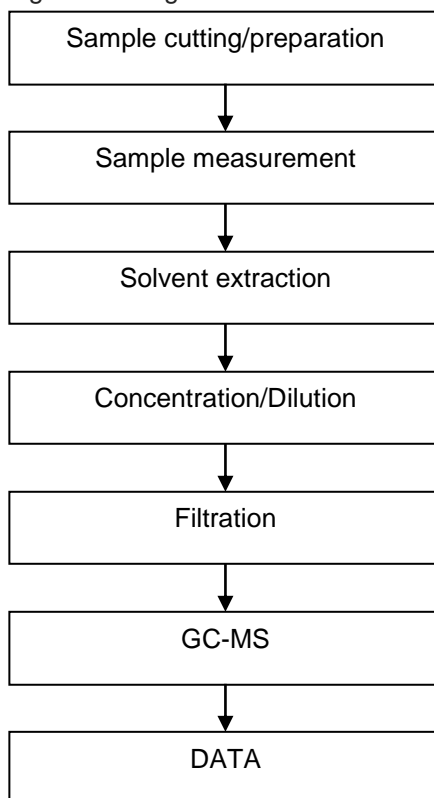 Sample cutting/preparation
Sample measurement
Solvent extraction
Concentration/Dilution
Filtration
GC-MS
DATA